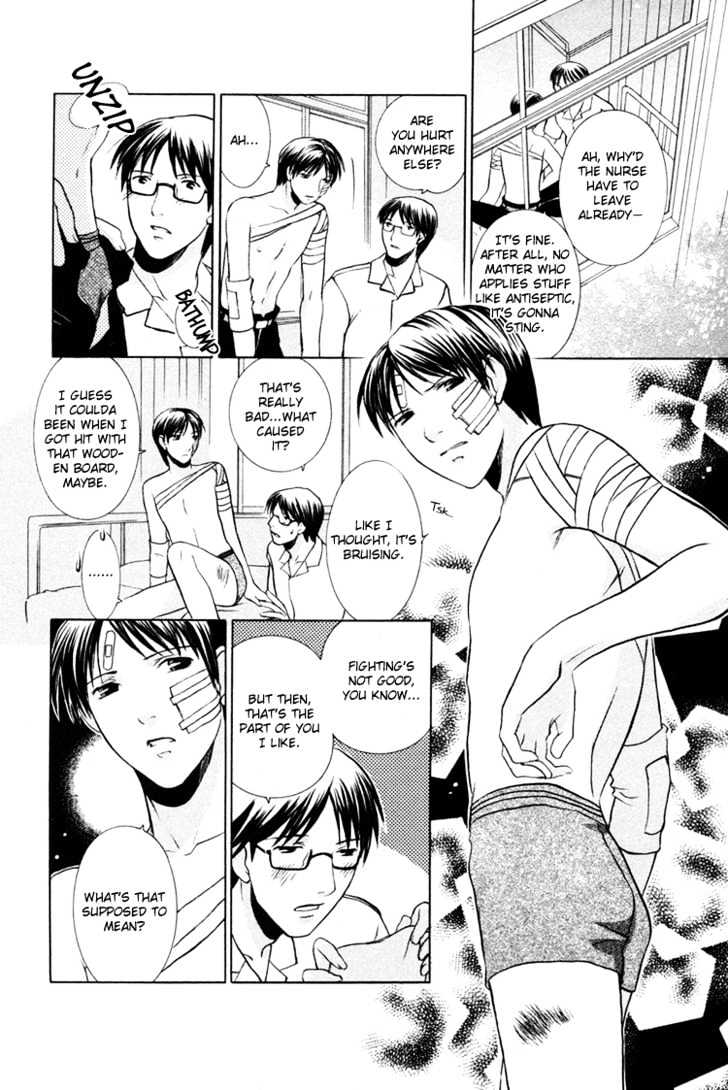 AH, WHY'D
THE NURSE
HAVE TO
LEAVE
ALREADY—
IT'S FINE.
AFTER ALL, NO
MATTER WHO
APPLIES STUFF
LIKE ANTISEPTIC,
IT'S GONNA
STING.
ARE
YOU HURT
ANYWHERE
ELSE?
AH...
UNZIP
BATHUMP
Tsk
LIKE I
THOUGHT, IT'S
BRUISING.
THAT'S
REALLY
BAD...WHAT
CAUSED
IT?
I GUESS
IT COULDA
BEEN WHEN I
GOT HIT WITH
THAT WOOD-
EN BOARD,
MAYBE.
......
FIGHTING'S
NOT GOOD,
YOU KNOW...
BUT THEN,
THAT'S THE
PART OF YOU
I LIKE.
WHAT'S THAT
SUPPOSED TO
MEAN?